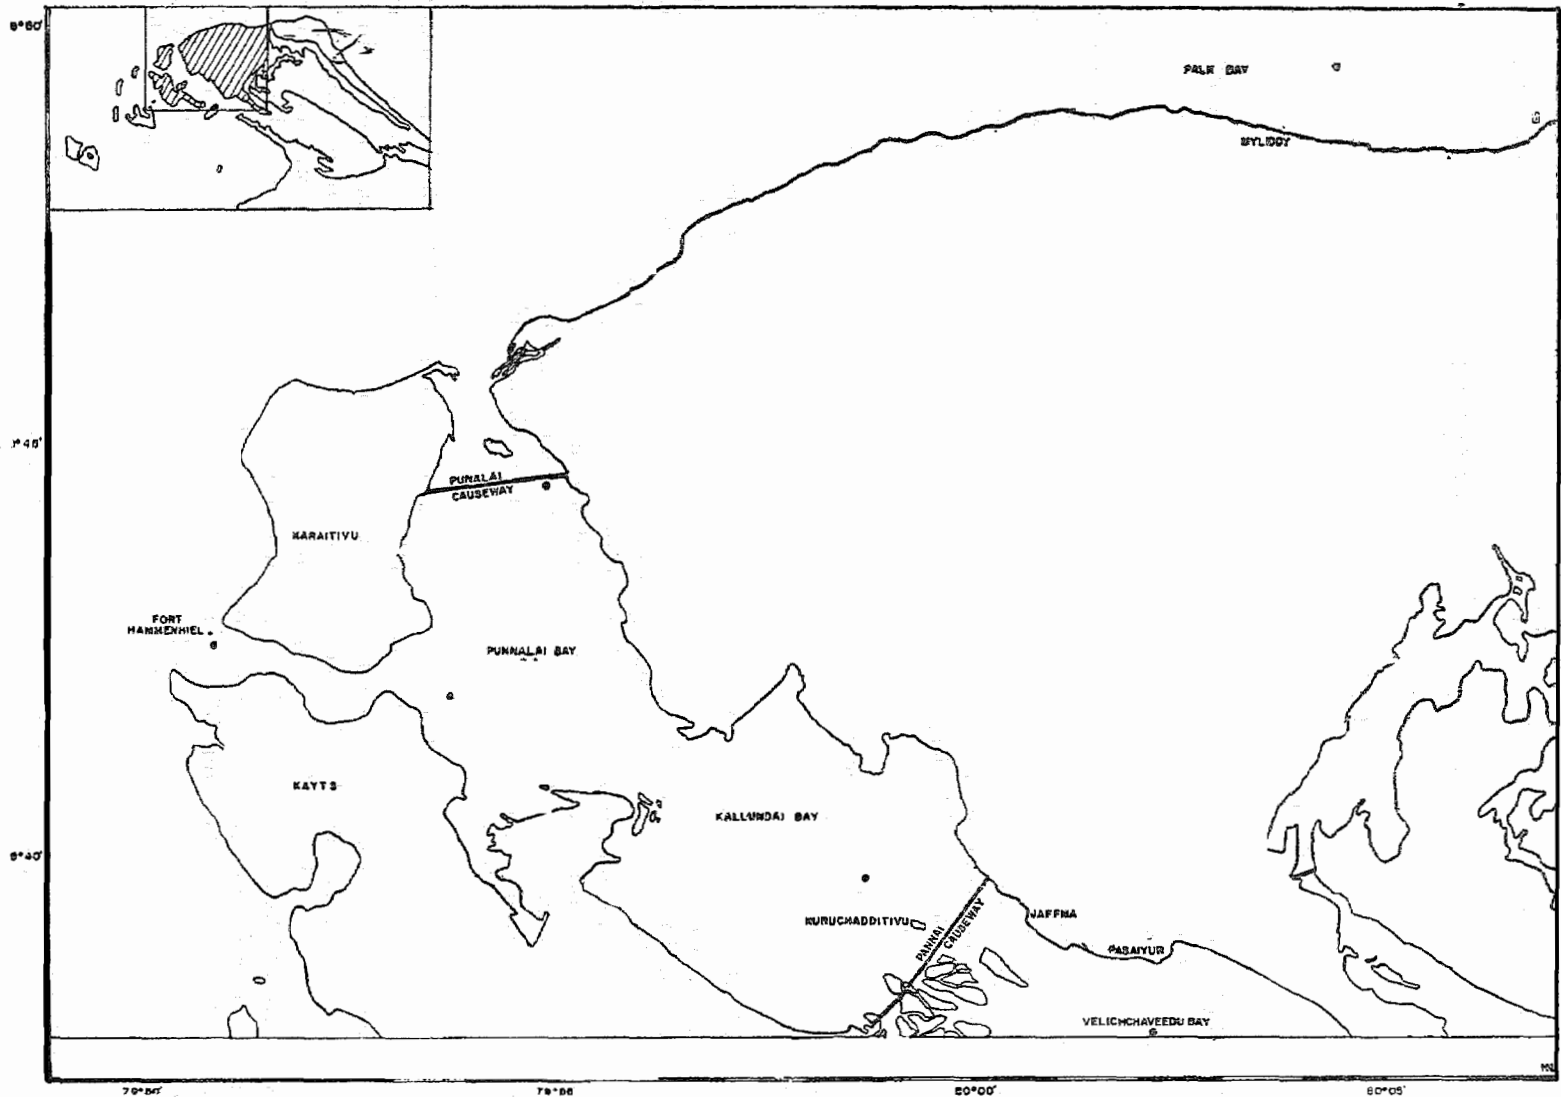 PALK BAY
MYLIDDY
PUNALAI
CAUSEWAY
KARAITIVU
FORT
HAMMENHIEL
PUNNALAI BAY
KAYTS
KALLUNDAI BAY
KURUCHADDITIVU
PANNAI
CAUSEWAY
JAFFNA
PASAIYUR
VELICHCHAVEEDU BAY
9°40'
80°00'
80°05'